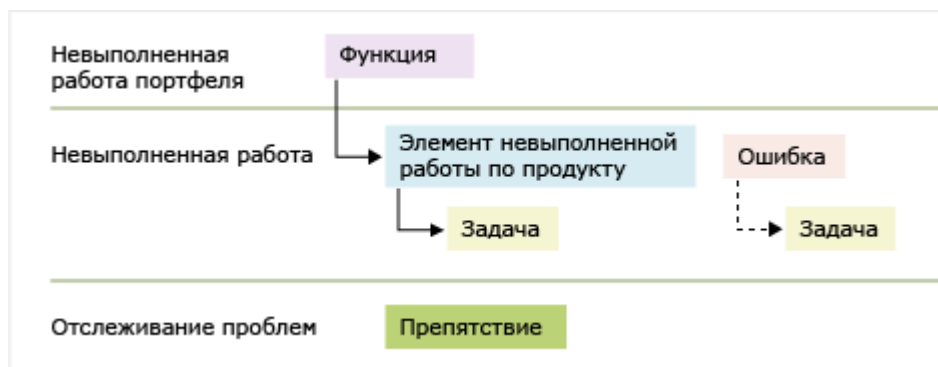 Невыполненная
работа портфеля
Функция
Невыполненная работа
Элемент невыполненной
работы по продукту
Ошибка
Задача
Задача
Отслеживание проблем
Препятствие